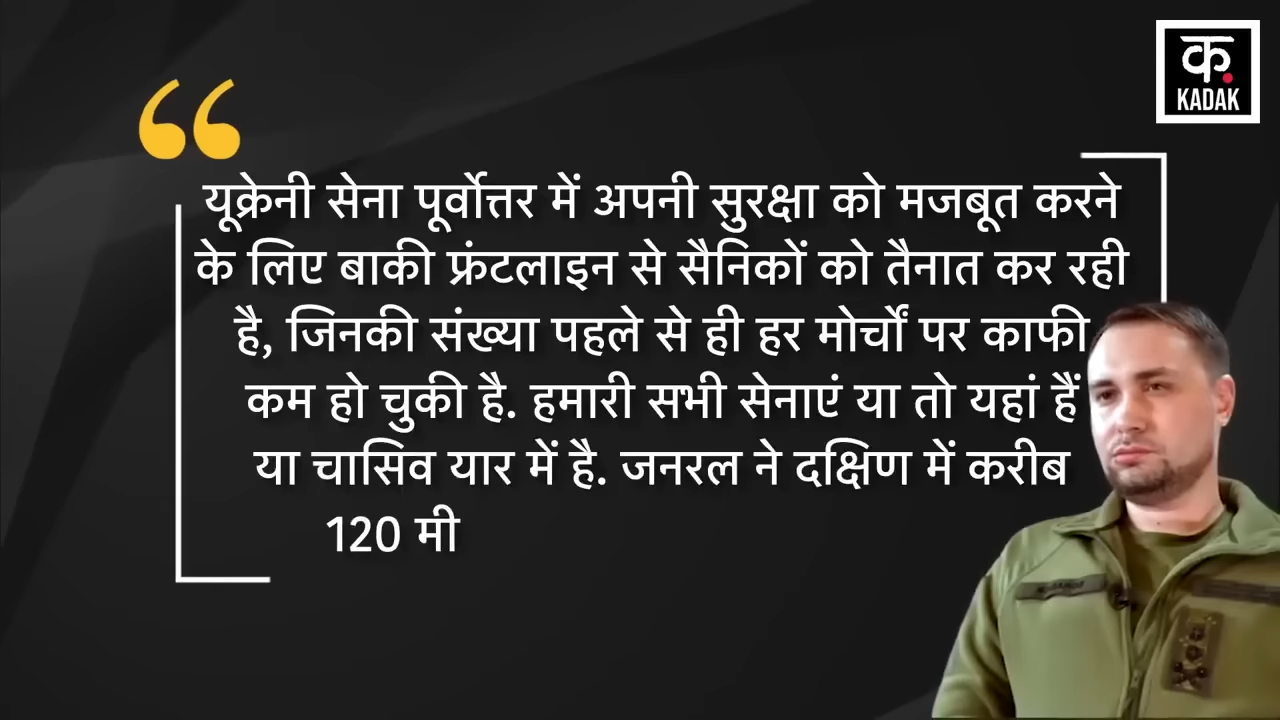 क.
KADAK
यूक्रेनी सेना पूर्वोत्तर में अपनी सुरक्षा को मजबूत करने
के लिए बाकी फ्रंटलाइन से सैनिकों को तैनात कर रही
है, जिनकी संख्या पहले से ही हर मोर्चों पर काफी
कम हो चुकी है. हमारी सभी सेनाएं या तो यहां हैं
या चासिव यार में है. जनरल ने दक्षिण में करीब
120 मी